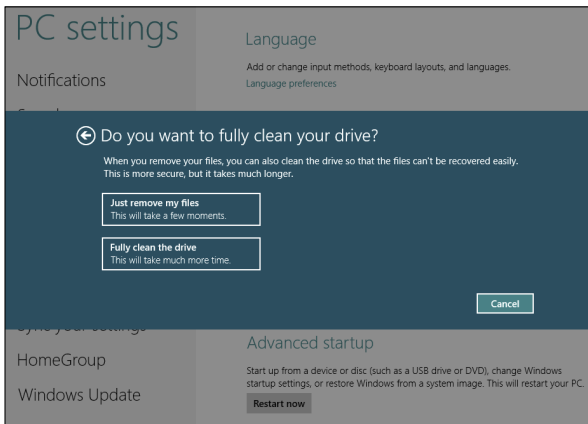 PC settings
Notifications
Language
Add or change input methods, keyboard layouts, and languages.
Language preferences
Do you want to fully clean your drive?
When you remove your files, you can also clean the drive so that the files can't be recovered easily.
This is more secure, but it takes much longer.
Just remove my files
This will take a few moments.
Fully clean the drive
This will take much more time.
Cancel
Sync your settings
HomeGroup
Windows Update
Advanced startup
Start up from a device or disc (such as a USB drive or DVD), change Windows
startup settings, or restore Windows from a system image. This will restart your PC.
Restart now